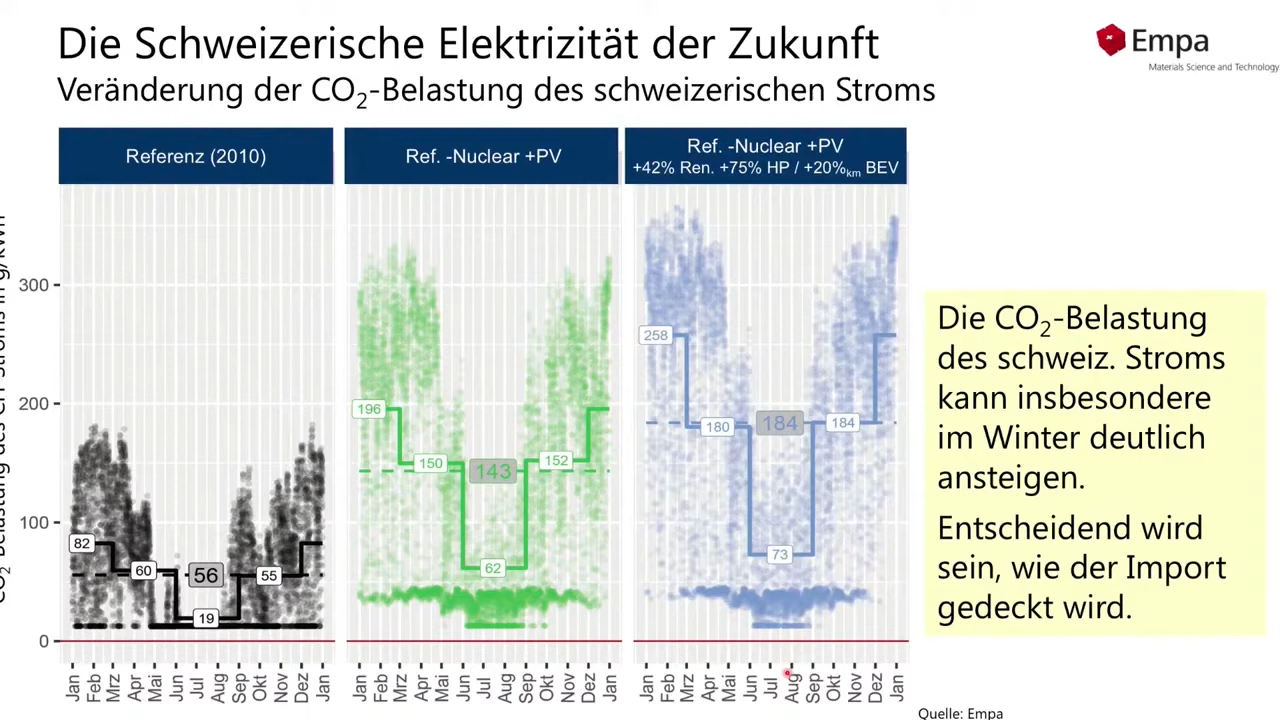 Die Schweizerische Elektrizität der Zukunft
Veränderung der CO₂-Belastung des schweizerischen Stroms
Empa
Materials Science and Technology
Referenz (2010)
Ref. -Nuclear +PV
Ref. -Nuclear +PV
+42% Ren. +75% HP / +20%km BEV
300
200
100
0
82
60
56
19
55
196
150
143
62
152
258
180
184
73
184
Jan Feb Mrz Apr Mai Jun Jul Aug Sep Okt Nov Dez Jan
Jan Feb Mrz Apr Mai Jun Jul Aug Sep Okt Nov Dez Jan
Jan Feb Mrz Apr Mai Jun Jul Aug Sep Okt Nov Dez Jan
Die CO₂-Belastung
des schweiz. Stroms
kann insbesondere
im Winter deutlich
ansteigen.
Entscheidend wird
sein, wie der Import
gedeckt wird.
Quelle: Empa